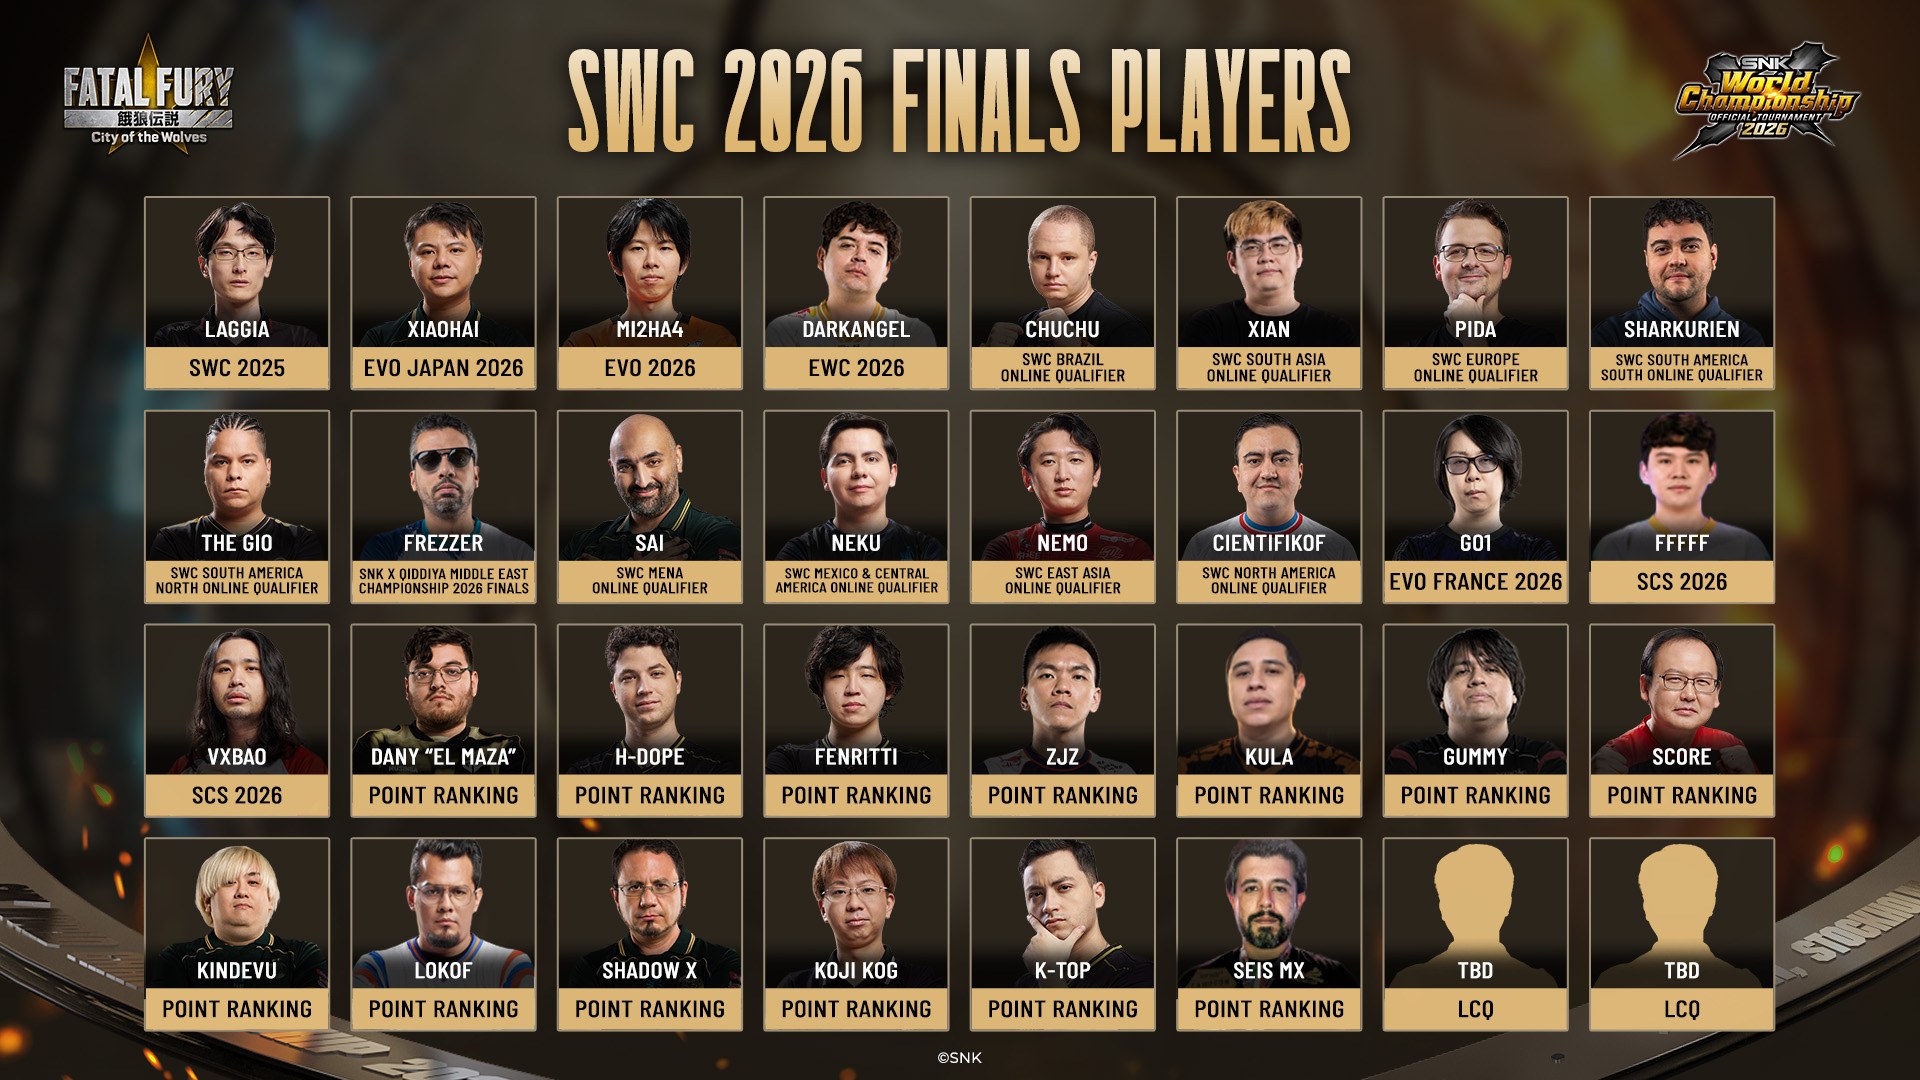 FATAL FURY
餓狼伝説
City of the Wolves
SWC 2026 FINALS PLAYERS
SNK
World
Championship
OFFICIAL TOURNAMENT
2026
LAGGIA
SWC 2025
XIAOHAI
EVO JAPAN 2026
MI2HA4
EVO 2026
DARKANGEL
EWC 2026
CHUCHU
SWC BRAZIL
ONLINE QUALIFIER
XIAN
SWC SOUTH ASIA
ONLINE QUALIFIER
PIDA
SWC EUROPE
ONLINE QUALIFIER
SHARKURIEN
SWC SOUTH AMERICA
SOUTH ONLINE QUALIFIER
THE GIO
SWC SOUTH AMERICA
NORTH ONLINE QUALIFIER
FREZZER
SNK X QIDDIYA MIDDLE EAST
CHAMPIONSHIP 2026 FINALS
SAI
SWC MENA
ONLINE QUALIFIER
NEKU
SWC MEXICO & CENTRAL
AMERICA ONLINE QUALIFIER
NEMO
SWC EAST ASIA
ONLINE QUALIFIER
CIENTIFIKOF
SWC NORTH AMERICA
ONLINE QUALIFIER
GO1
EVO FRANCE 2026
FFFFF
SCS 2026
VXBAO
SCS 2026
DANY “EL MAZA”
POINT RANKING
H-DOPE
POINT RANKING
FENRITTI
POINT RANKING
ZJZ
POINT RANKING
KULA
POINT RANKING
GUMMY
POINT RANKING
SCORE
POINT RANKING
KINDEVU
POINT RANKING
LOKOF
POINT RANKING
SHADOW X
POINT RANKING
KOJI KOG
POINT RANKING
K-TOP
POINT RANKING
SEIS MX
POINT RANKING
TBD
LCQ
TBD
LCQ
©SNK